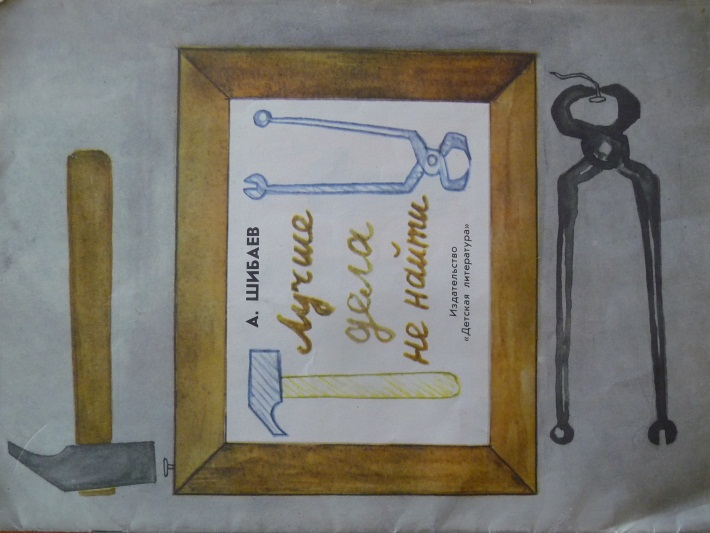 А. ШИБАЕВ
Лучше
дела
не найти
Издательство
«Детская литература»